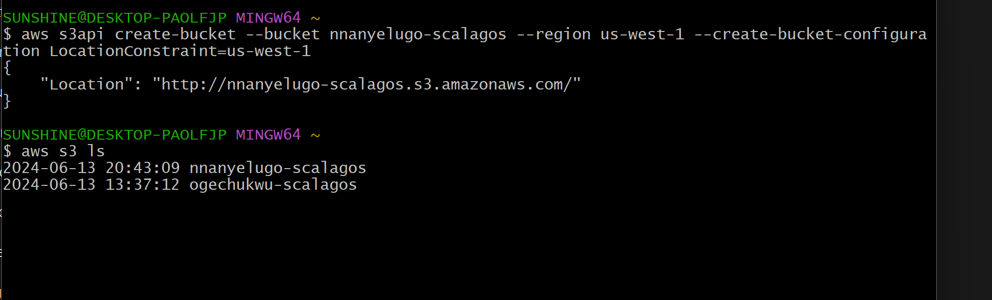 SUNSHINE@DESKTOP-PAOLFJP MINGW64 ~
$ aws s3api create-bucket --bucket nnanyelugo-scalagos --region us-west-1 --create-bucket-configura
tion LocationConstraint=us-west-1
{
    "Location": "http://nnanyelugo-scalagos.s3.amazonaws.com/"
}
SUNSHINE@DESKTOP-PAOLFJP MINGW64 ~
$ aws s3 ls
2024-06-13 20:43:09 nnanyelugo-scalagos
2024-06-13 13:37:12 ogechukwu-scalagos